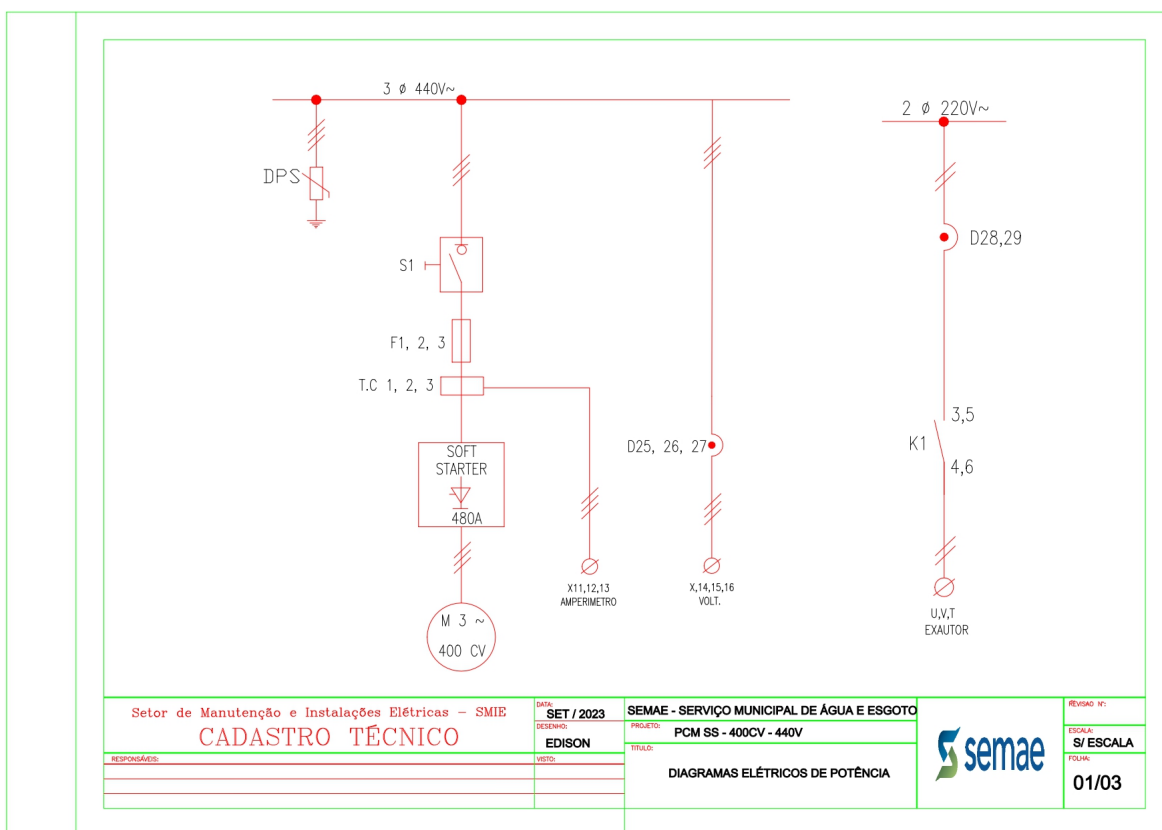 3 ø 440V~
2 ø 220V~
DPS
D28,29
S1
F1, 2, 3
T.C 1, 2, 3
3,5
K1
4,6
D25, 26, 27
SOFT
STARTER
480A
X11,12,13
AMPERIMETRO
X,14,15,16
VOLT.
U,V,T
EXAUTOR
M 3 ~
400 CV
Setor de Manutenção e Instalações Elétricas - SMIE
CADASTRO TÉCNICO
RESPONSÁVEIS:
DATA:
SET / 2023
DESENHO:
EDISON
VISTO:
SEMAE - SERVIÇO MUNICIPAL DE ÁGUA E ESGOTO
PROJETO:
PCM SS - 400CV - 440V
TITULO:
DIAGRAMAS ELÉTRICOS DE POTÊNCIA
semae
REVISAO Nº:
ESCALA:
S/ ESCALA
FOLHA:
01/03